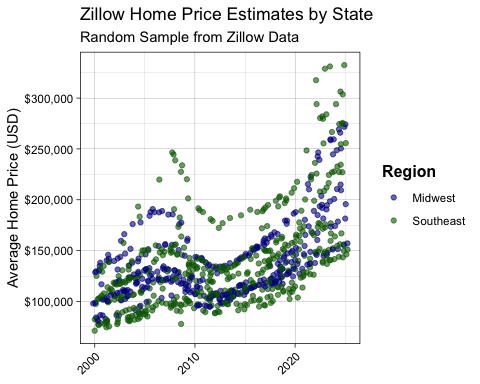 Zillow Home Price Estimates by State
Random Sample from Zillow Data
Average Home Price (USD)
$300,000
$250,000
$200,000
$150,000
$100,000
2000
2010
2020
Region
Midwest
Southeast